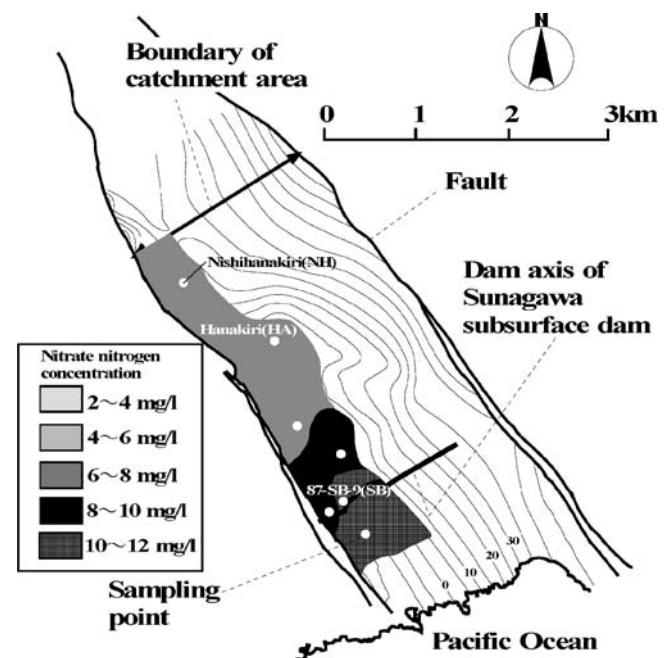 N
Boundary of
catchment area
0 1 2 3km
Fault
Nishihanakiri(NH)
Dam axis of
Sunagawa
subsurface dam
Hanakiri(HA)
Nitrate nitrogen
concentration
2～4 mg/l
4～6 mg/l
6～8 mg/l
8～10 mg/l
10～12 mg/l
87-SB-9(SB)
30
20
10
0
Sampling
point
Pacific Ocean